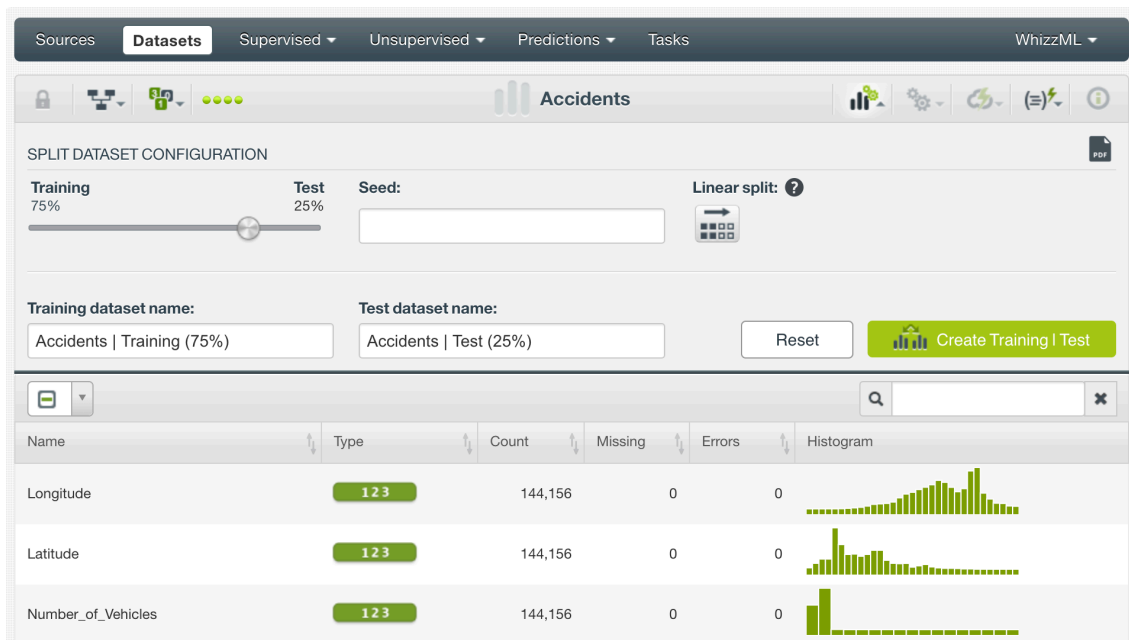 Sources Datasets Supervised Unsupervised Predictions Tasks WhizzML
Accidents
SPLIT DATASET CONFIGURATION
PDF
Training Test Seed: Linear split: ?
75% 25%
Training dataset name: Test dataset name:
Accidents | Training (75%) Accidents | Test (25%) Reset Create Training | Test
Name Type Count Missing Errors Histogram
Longitude 123 144,156 0 0
Latitude 123 144,156 0 0
Number_of_Vehicles 123 144,156 0 0